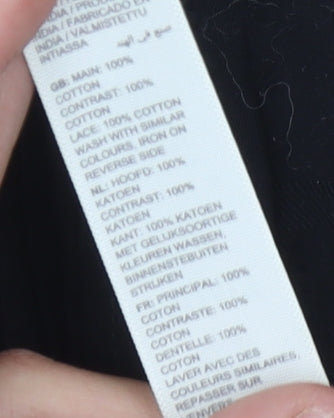 INDIA / PRODU
INDIA / FABRICADO EN
INDIA / VALMISTETTU
INTIASSA
صنع في الهند
GB: MAIN: 100%
COTTON
CONTRAST: 100%
COTTON
LACE: 100% COTTON
WASH WITH SIMILAR
COLOURS, IRON ON
REVERSE SIDE
NL: HOOFD: 100%
KATOEN
CONTRAST: 100%
KATOEN
KANT: 100% KATOEN
MET GELIJKSOORTIGE
KLEUREN WASSEN,
BINNENSTEBUITEN
STRIJKEN
FR: PRINCIPAL: 100%
COTON
CONTRASTE: 100%
COTON
DENTELLE: 100%
COTON
LAVER AVEC DES
COULEURS SIMILAIRES,
REPASSER SUR